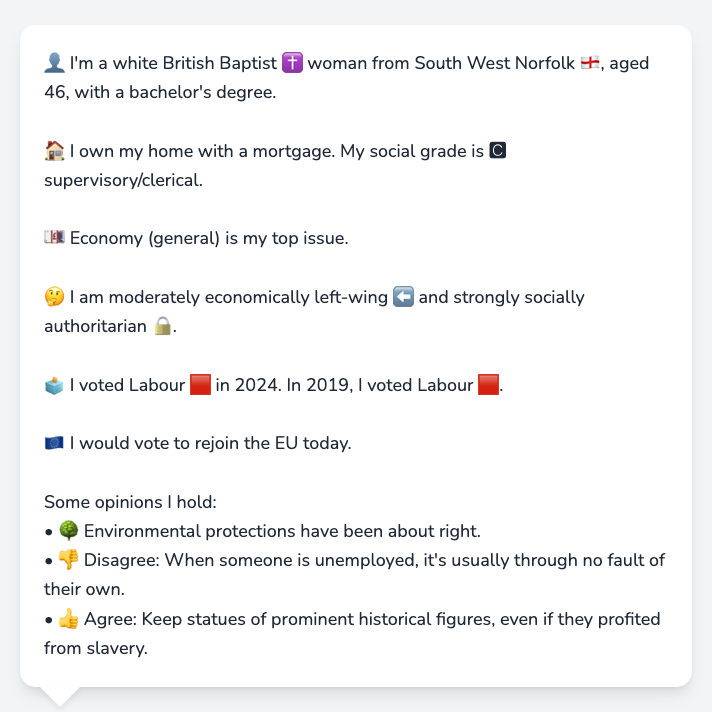 👤 I'm a white British Baptist ✝️ woman from South West Norfolk 🏴󠁧󠁢󠁥󠁮󠁧󠁿, aged
46, with a bachelor's degree.
🏠 I own my home with a mortgage. My social grade is 🅲
supervisory/clerical.
💷 Economy (general) is my top issue.
🤔 I am moderately economically left-wing ⬅️ and strongly socially
authoritarian 🔒.
🗳️ I voted Labour 🟥 in 2024. In 2019, I voted Labour 🟥.
🇪🇺 I would vote to rejoin the EU today.
Some opinions I hold:
• 🌳 Environmental protections have been about right.
• 👎 Disagree: When someone is unemployed, it's usually through no fault of
their own.
• 👍 Agree: Keep statues of prominent historical figures, even if they profited
from slavery.